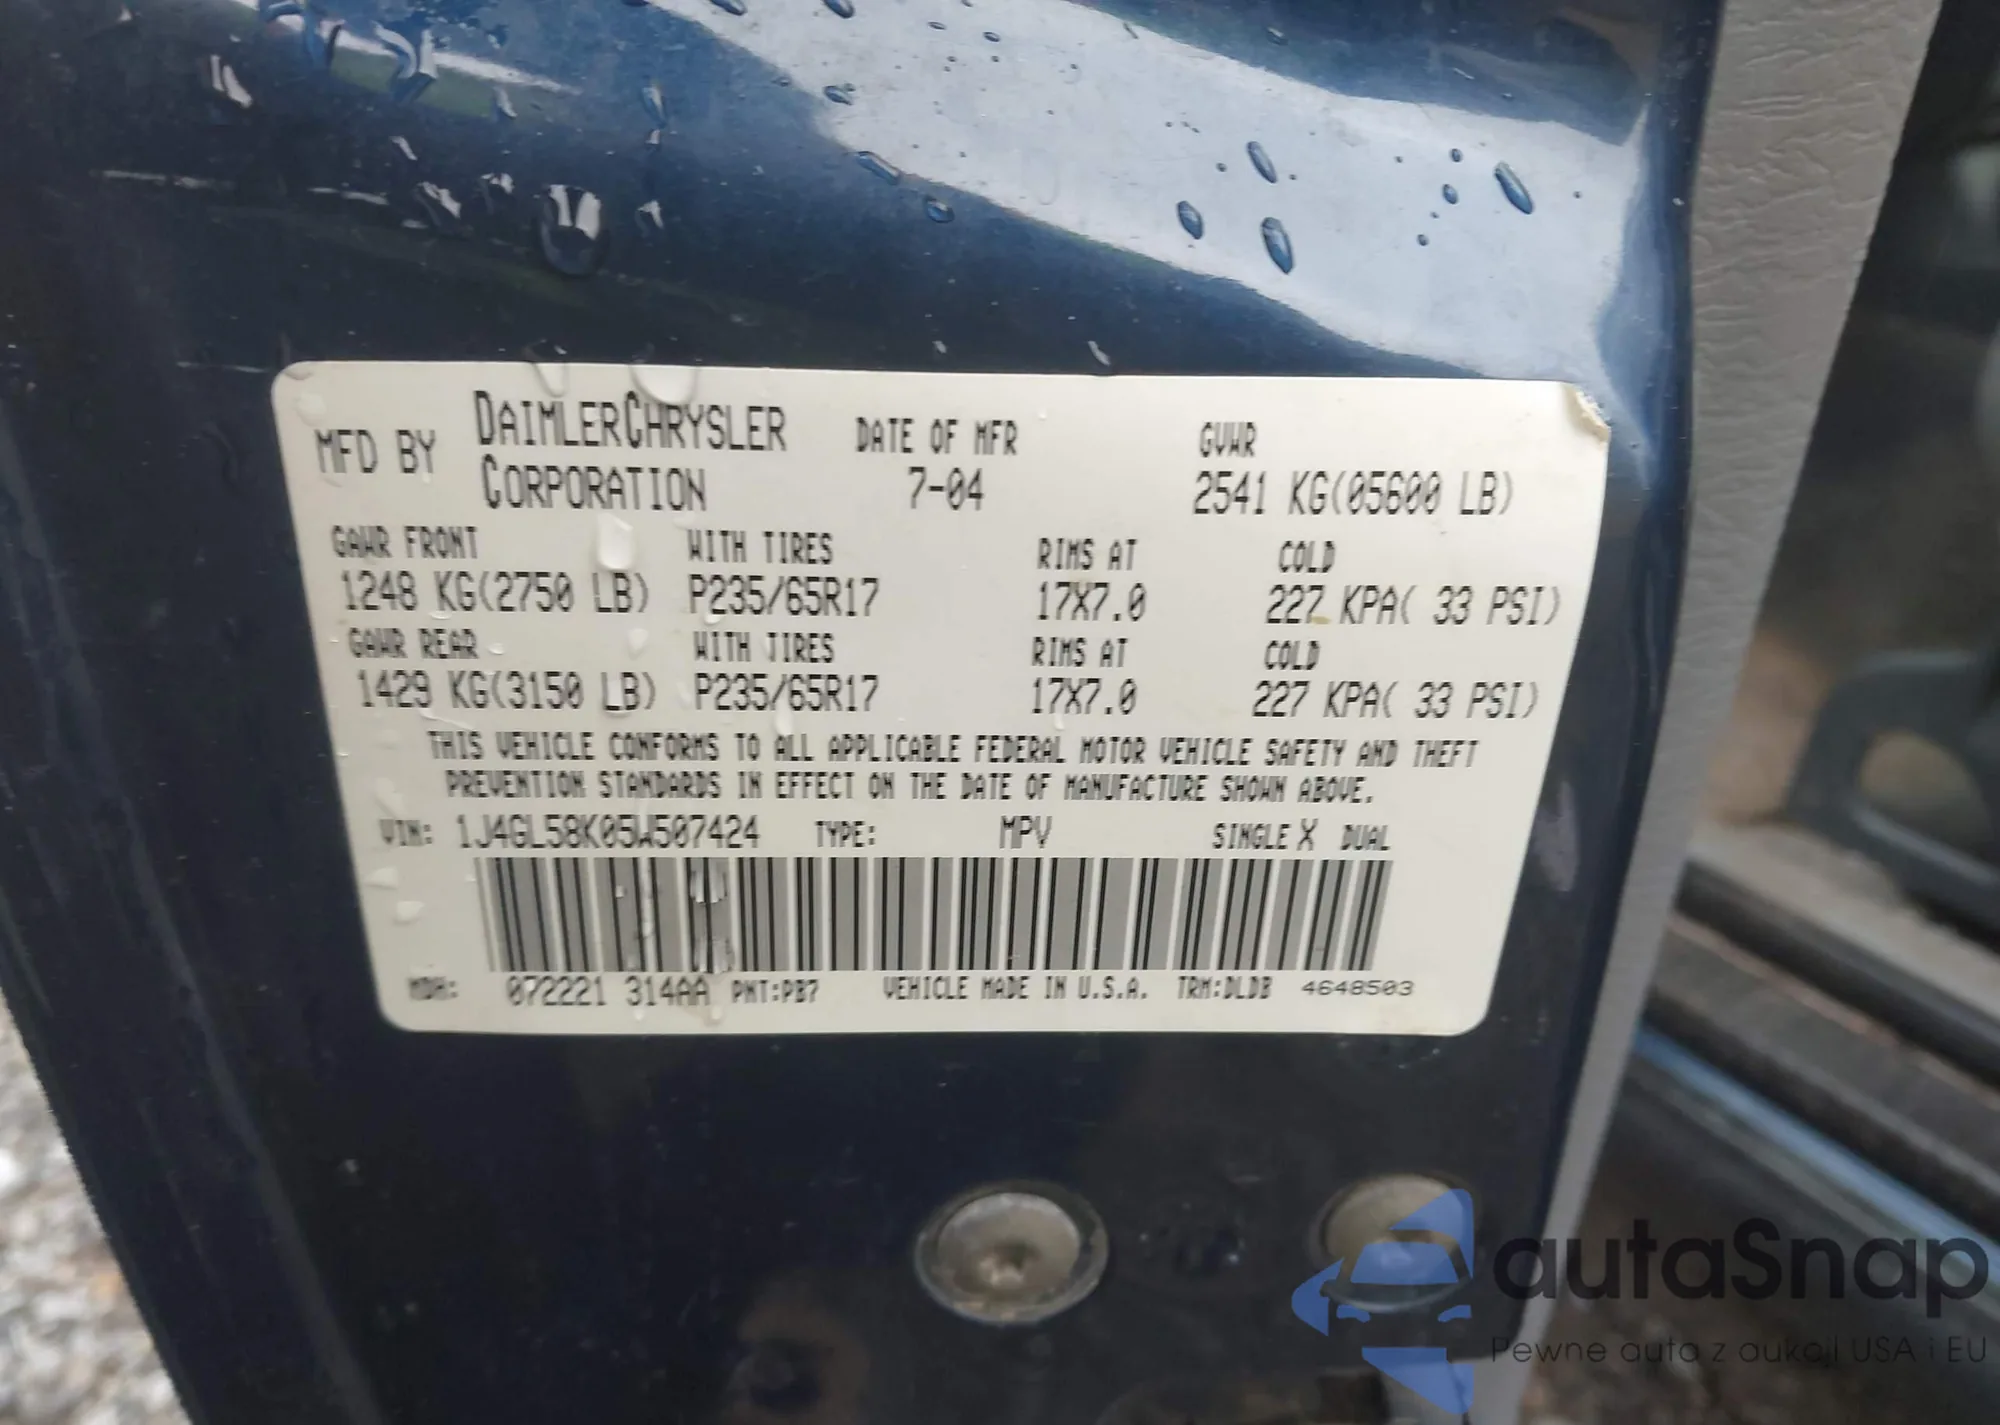 MFD BY DAIMLERCHRYSLER CORPORATION DATE OF MFR 7-04 GVWR 2541 KG(05600 LB)
GAWR FRONT WITH TIRES RIMS AT COLD
1248 KG(2750 LB) P235/65R17 17X7.0 227 KPA( 33 PSI)
GAWR REAR WITH TIRES RIMS AT COLD
1429 KG(3150 LB) P235/65R17 17X7.0 227 KPA( 33 PSI)
THIS VEHICLE CONFORMS TO ALL APPLICABLE FEDERAL MOTOR VEHICLE SAFETY AND THEFT
PREVENTION STANDARDS IN EFFECT ON THE DATE OF MANUFACTURE SHOWN ABOVE.
VIN: 1J4GL58K05W507424 TYPE: MPV SINGLE X DUAL
MDH: 072221 314AA PNT:PB7 VEHICLE MADE IN U.S.A. TRM:DLDB 4648503
autaSnap
Pewne auta z aukcji USA i EU